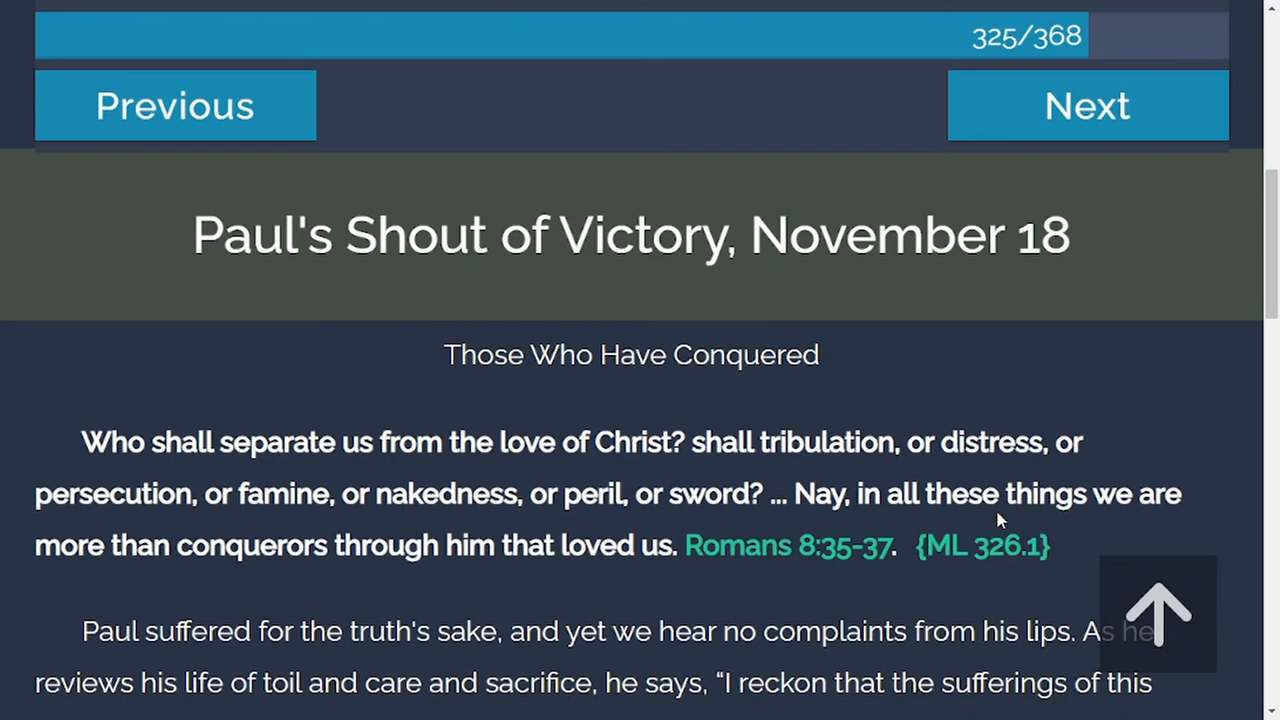 325/368
Previous
Next
Paul's Shout of Victory, November 18
Those Who Have Conquered
Who shall separate us from the love of Christ? shall tribulation, or distress, or
persecution, or famine, or nakedness, or peril, or sword? ... Nay, in all these things we are
more than conquerors through him that loved us. Romans 8:35-37. {ML 326.1}
Paul suffered for the truth's sake, and yet we hear no complaints from his lips. As he
reviews his life of toil and care and sacrifice, he says, “I reckon that the sufferings of this